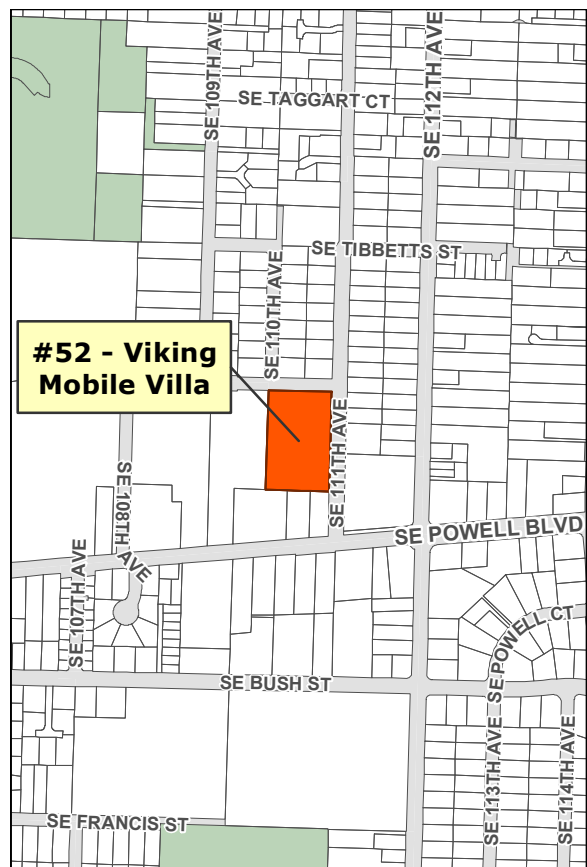 SE 109TH AVE
SE 112TH AVE
SE TAGGART CT
SE TIBBETTS ST
SE 110TH AVE
#52 - Viking
Mobile Villa
SE 111TH AVE
SE 108TH AVE
SE POWELL BLVD
SE 107TH AVE
SE POWELL CT
SE BUSH ST
SE 113TH AVE
SE 114TH AVE
SE FRANCIS ST